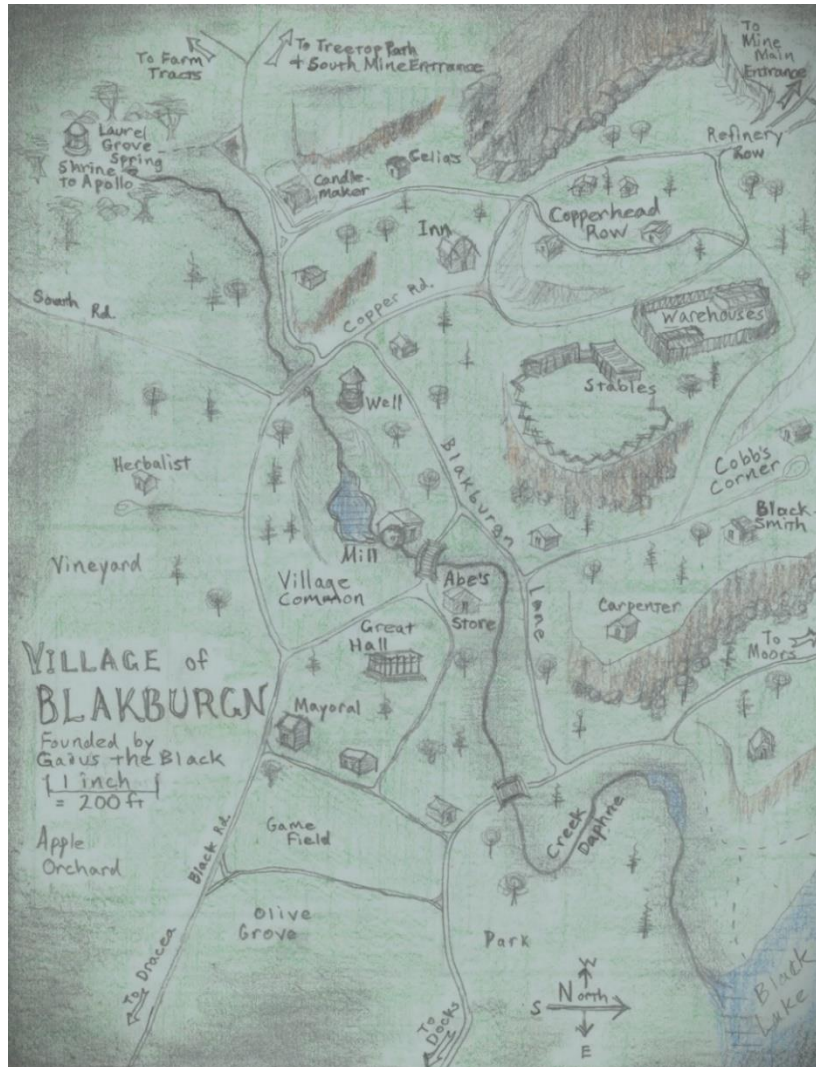 To Farm
Tracts
To Treetop Path
+ South Mine Entrance
To
Mine
Main
Entrance
Laurel
Grove
Spring
Shrine
To Apollo
Refinery
Row
Candle-
maker
Celia's
Copperhead
Row
Inn
South Rd.
Copper Rd.
Warehouses
Stables
Well
Herbalist
Blakburgn
Lane
Cobb's
Corner
Black
Smith
Vineyard
Mill
Village
Common
Abe's
Store
Carpenter
Great
Hall
To
Moors
VILLAGE of
BLAKBURGN
Founded by
Gaius the Black
1 inch
= 200 ft
Mayoral
Apple
Orchard
Black Rd.
Game
Field
Creek
Daphne
Olive
Grove
Park
To Dracea
To
Docks
W
S North
E
Black
Lake